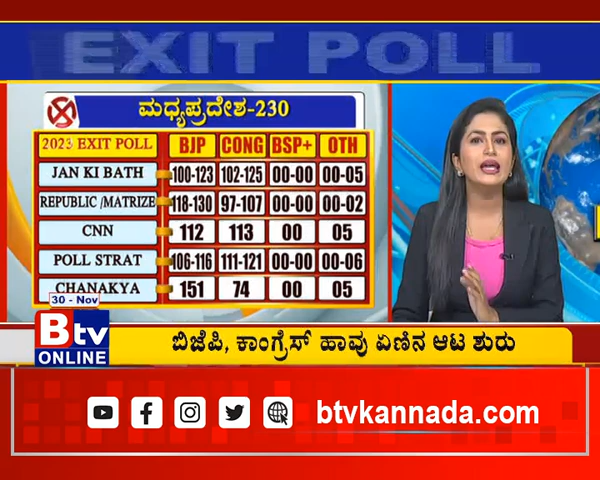 EXIT POLL
ಮಧ್ಯಪ್ರದೇಶ-230
2023 EXIT POLL BJP CONG BSP+ OTH
JAN KI BATH 100-123 102-125 00-00 00-05
REPUBLIC /MATRIZE 118-130 97-107 00-00 00-02
CNN 112 113 00 05
POLL STRAT 106-116 111-121 00-00 00-06
CHANAKYA 151 74 00 05
30 - Nov
Btv
ONLINE
ಬಿಜೆಪಿ, ಕಾಂಗ್ರೆಸ್ ಹಾವು ಏಣಿನ ಆಟ ಶುರು
btvkannada.com